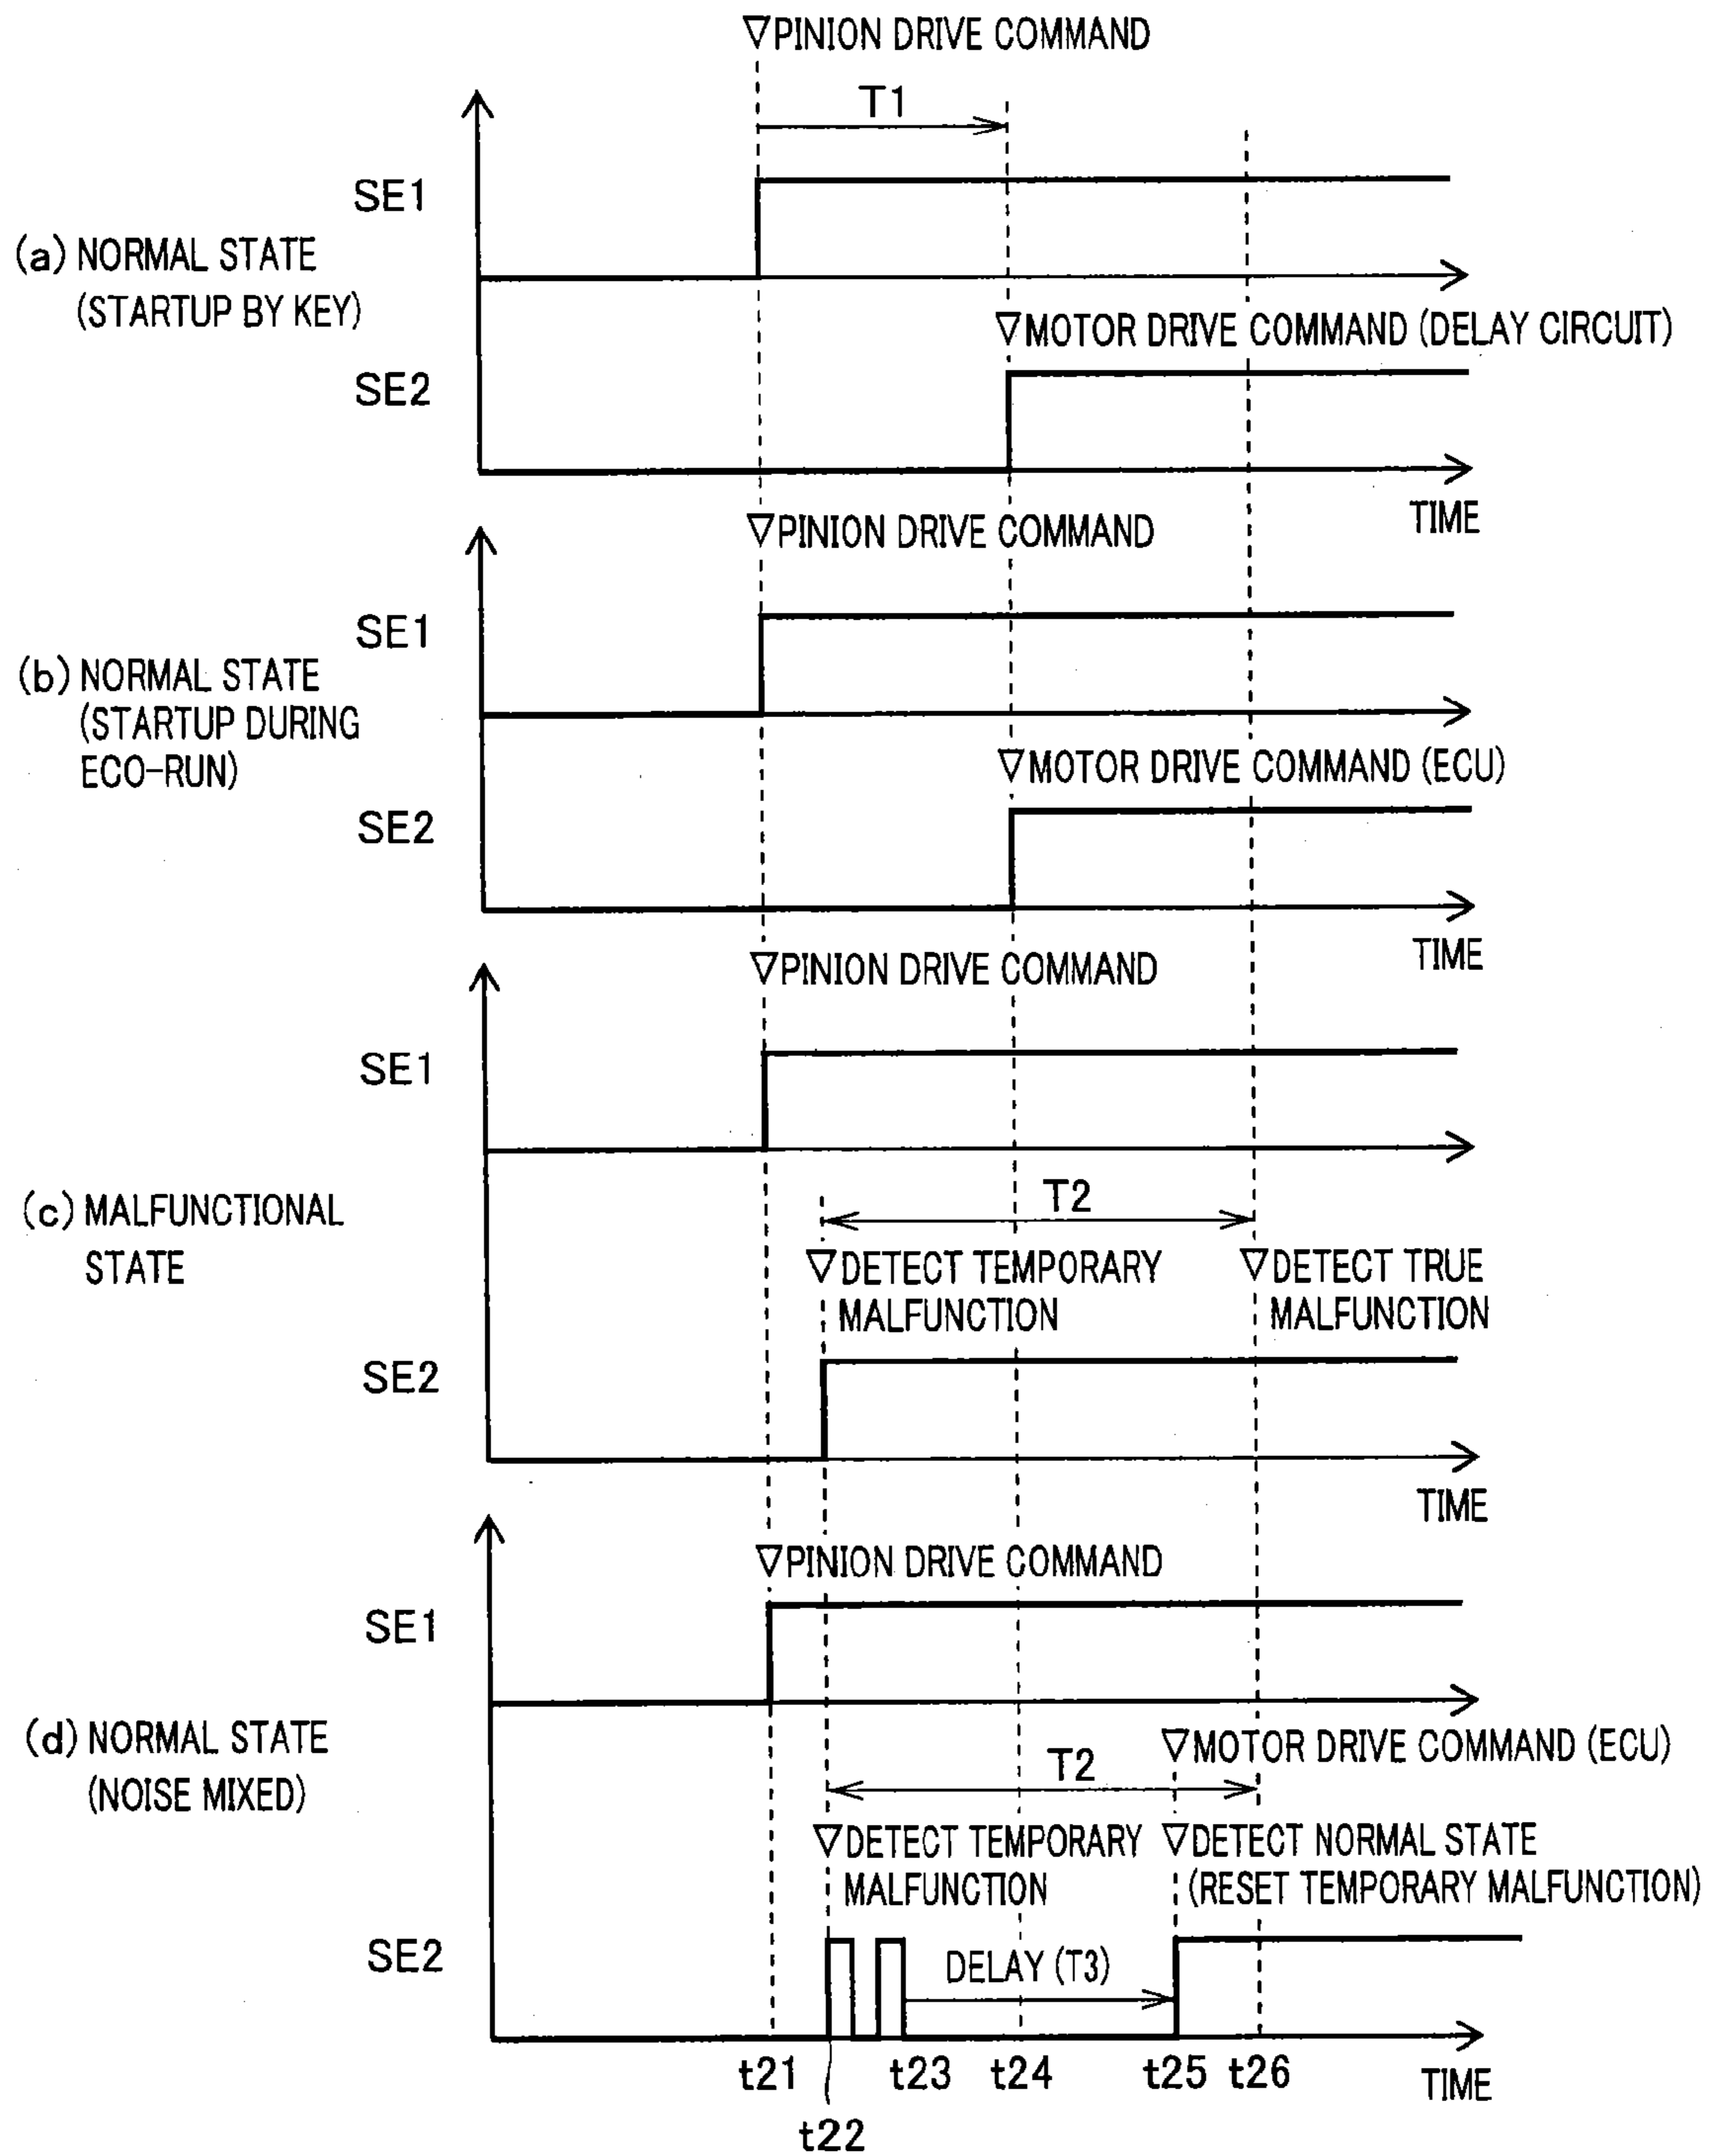 ▽PINION DRIVE COMMAND
T1
SE1
(a) NORMAL STATE
(STARTUP BY KEY)
▽MOTOR DRIVE COMMAND (DELAY CIRCUIT)
SE2
TIME
▽PINION DRIVE COMMAND
SE1
(b) NORMAL STATE
(STARTUP DURING
ECO-RUN)
▽MOTOR DRIVE COMMAND (ECU)
SE2
TIME
▽PINION DRIVE COMMAND
SE1
(c) MALFUNCTIONAL
STATE
T2
▽DETECT TEMPORARY
MALFUNCTION
▽DETECT TRUE
MALFUNCTION
SE2
TIME
▽PINION DRIVE COMMAND
SE1
(d) NORMAL STATE
(NOISE MIXED)
▽MOTOR DRIVE COMMAND (ECU)
T2
▽DETECT TEMPORARY
MALFUNCTION
▽DETECT NORMAL STATE
(RESET TEMPORARY MALFUNCTION)
SE2
DELAY (T3)
t21
t22
t23
t24
t25
t26
TIME